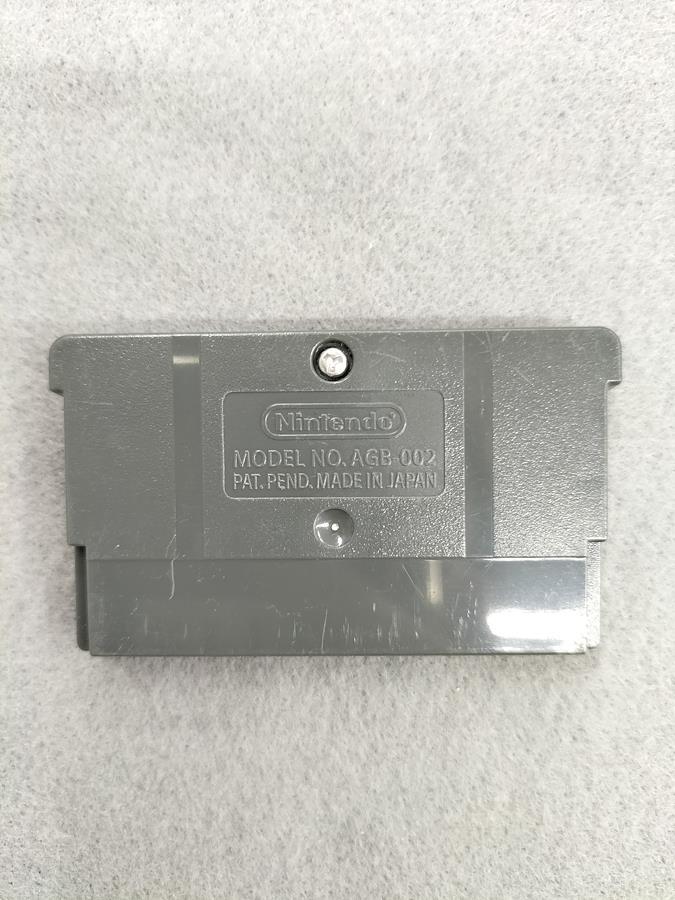 Nintendo
MODEL NO. AGB-002
PAT. PEND. MADE IN JAPAN